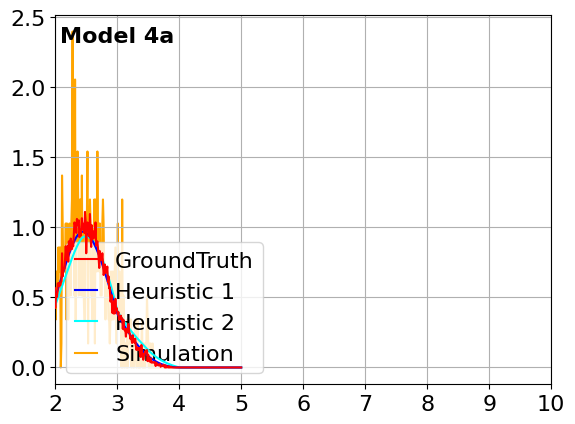 Model 4a
2.5
2.0
1.5
1.0
0.5
0.0
GroundTruth
Heuristic 1
Heuristic 2
Simulation
2 3 4 5 6 7 8 9 10